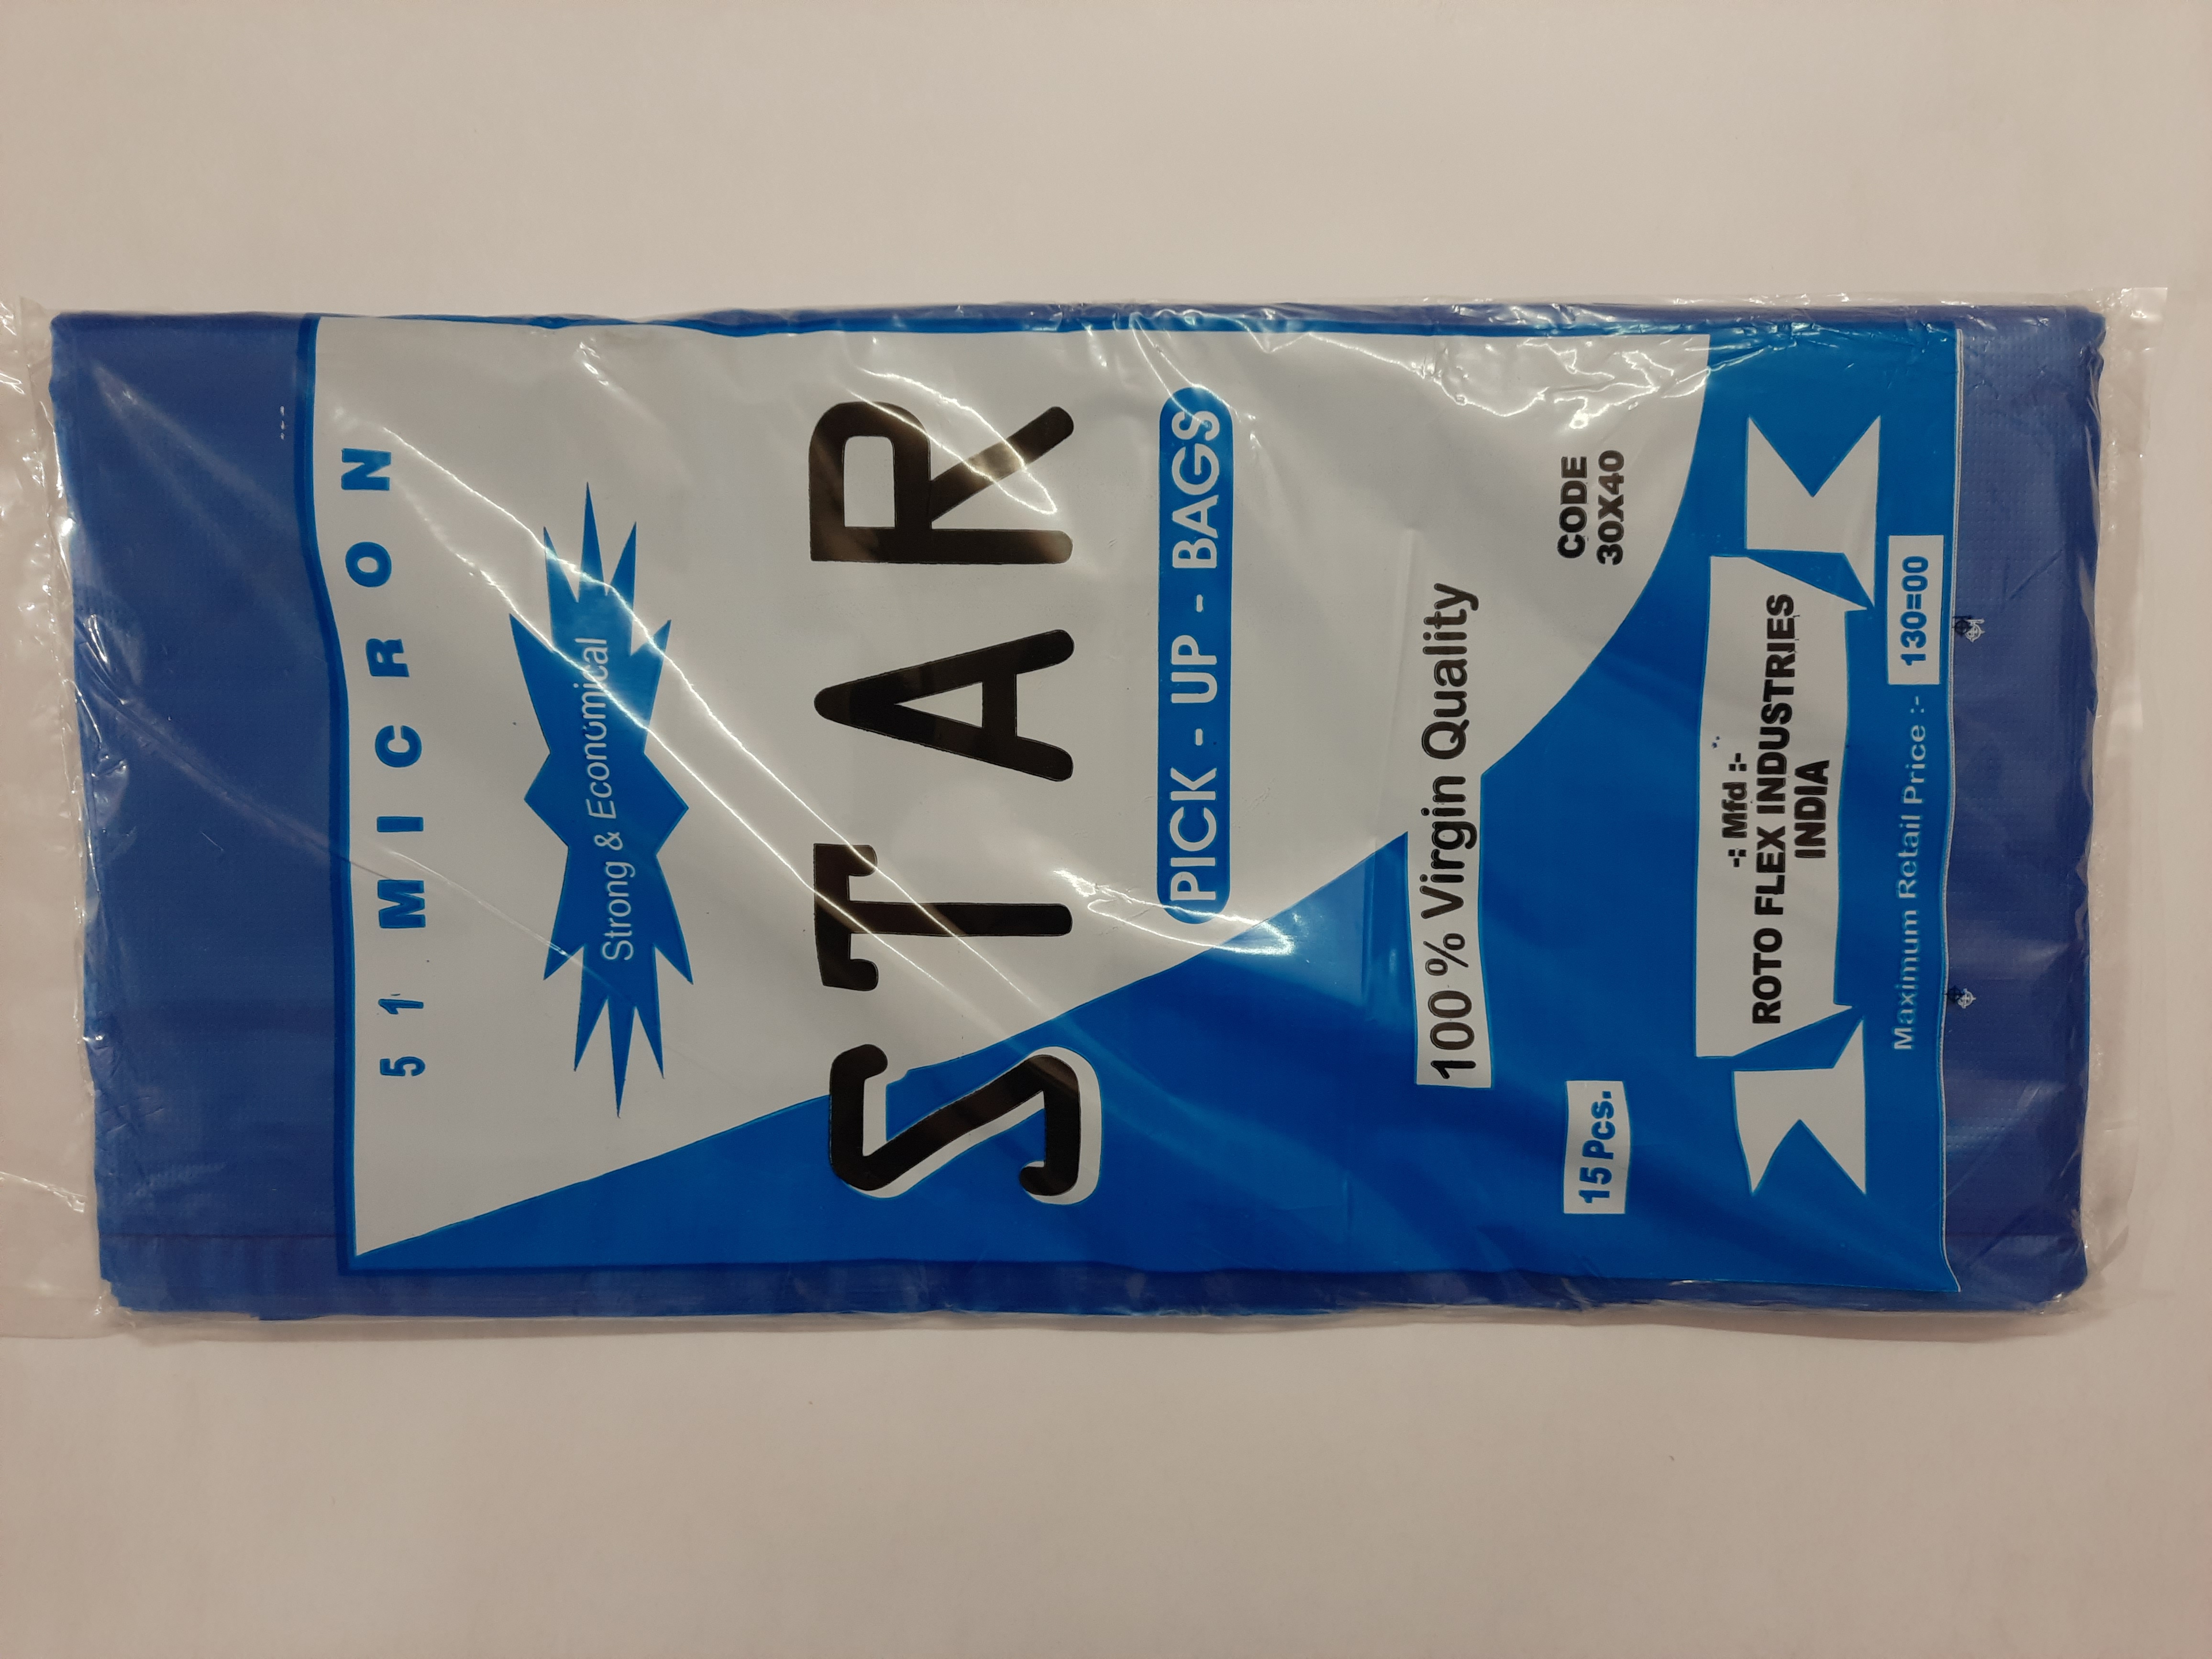 51 MICRON
Strong & Economical
STAR
PICK - UP - BAGS
100 % Virgin Quality
15 Pcs.
CODE
30X40
-: Mfd :-
ROTO FLEX INDUSTRIES
INDIA
Maximum Retail Price :- 130=00